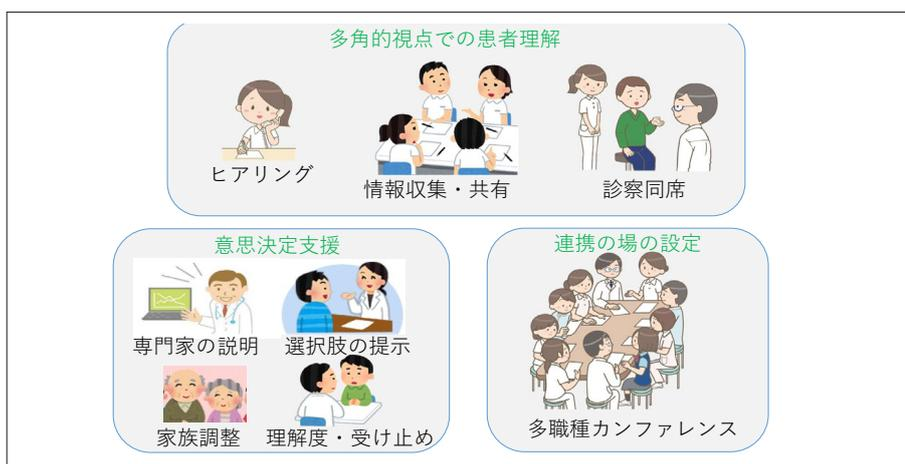 多角的視点での患者理解
ヒアリング
情報収集・共有
診察同席
意思決定支援
専門家の説明
選択肢の提示
家族調整
理解度・受け止め
連携の場の設定
多職種カンファレンス